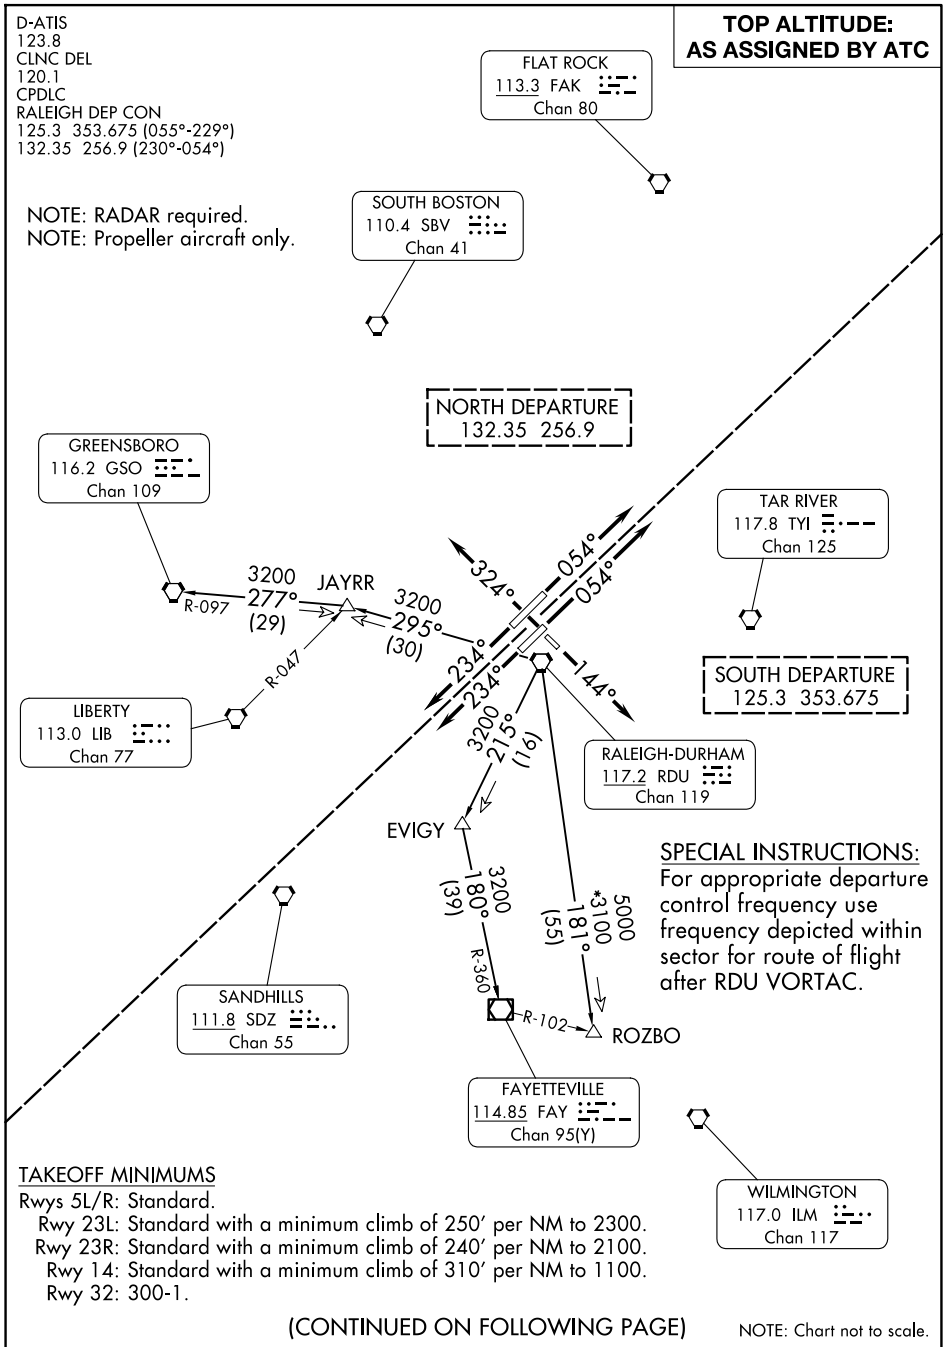 D-ATIS
123.8
CLNC DEL
120.1
CPDLC
RALEIGH DEP CON
125.3 353.675 (055°-229°)
132.35 256.9 (230°-054°)
TOP ALTITUDE:
AS ASSIGNED BY ATC
FLAT ROCK
113.3 FAK
Chan 80
NOTE: RADAR required.
NOTE: Propeller aircraft only.
SOUTH BOSTON
110.4 SBV
Chan 41
NORTH DEPARTURE
132.35 256.9
GREENSBORO
116.2 GSO
Chan 109
TAR RIVER
117.8 TYI
Chan 125
054°
054°
324°
3200
277°
(29)
R-097
JAYRR
3200
295°
(30)
R-047
234°
234°
144°
SOUTH DEPARTURE
125.3 353.675
LIBERTY
113.0 LIB
Chan 77
3200
215°
(16)
RALEIGH-DURHAM
117.2 RDU
Chan 119
EVIGY
SPECIAL INSTRUCTIONS:
For appropriate departure
control frequency use
frequency depicted within
sector for route of flight
after RDU VORTAC.
3200
180°
(39)
R-360
5000
*3100
181°
(55)
SANDHILLS
111.8 SDZ
Chan 55
R-102
ROZBO
FAYETTEVILLE
114.85 FAY
Chan 95(Y)
TAKEOFF MINIMUMS
Rwys 5L/R: Standard.
Rwy 23L: Standard with a minimum climb of 250' per NM to 2300.
Rwy 23R: Standard with a minimum climb of 240' per NM to 2100.
Rwy 14: Standard with a minimum climb of 310' per NM to 1100.
Rwy 32: 300-1.
WILMINGTON
117.0 ILM
Chan 117
(CONTINUED ON FOLLOWING PAGE)
NOTE: Chart not to scale.